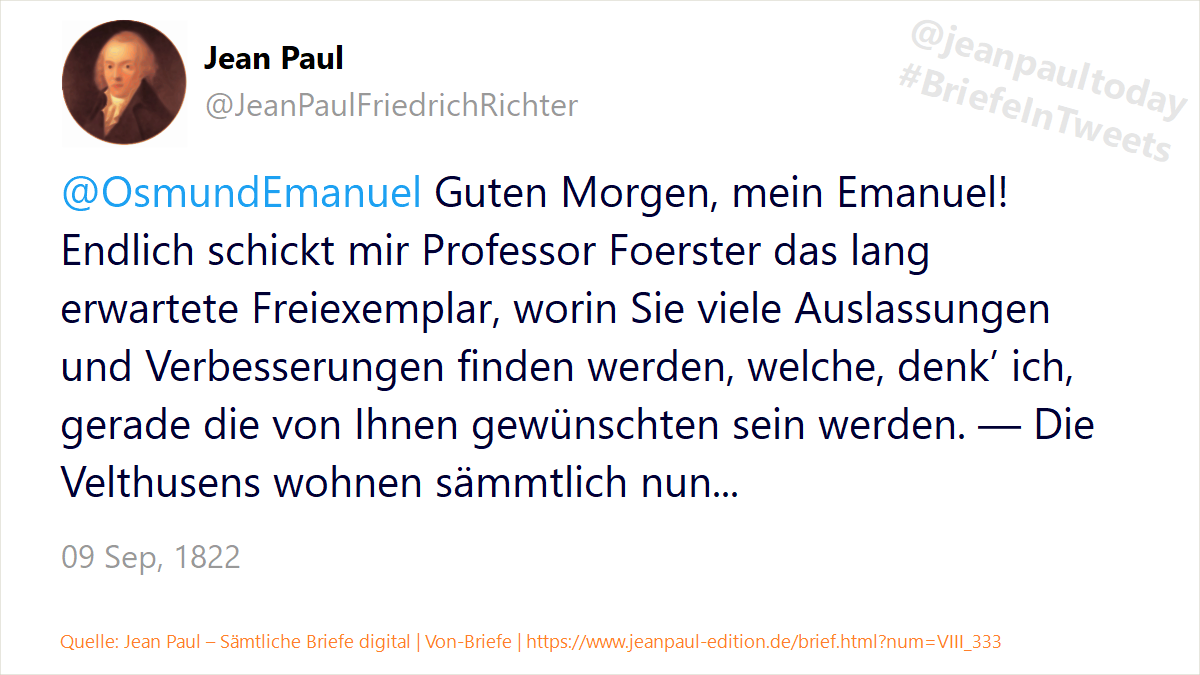 Jean Paul
@JeanPaulFriedrichRichter
@jeanpaultoday
#BriefeInTweets
@OsmundEmanuel Guten Morgen, mein Emanuel!
Endlich schickt mir Professor Foerster das lang
erwartete Freiexemplar, worin Sie viele Auslassungen
und Verbesserungen finden werden, welche, denk’ ich,
gerade die von Ihnen gewünschten sein werden. — Die
Velthusens wohnen sämmtlich nun...
09 Sep, 1822
Quelle: Jean Paul – Sämtliche Briefe digital | Von-Briefe | https://www.jeanpaul-edition.de/brief.html?num=VIII_333